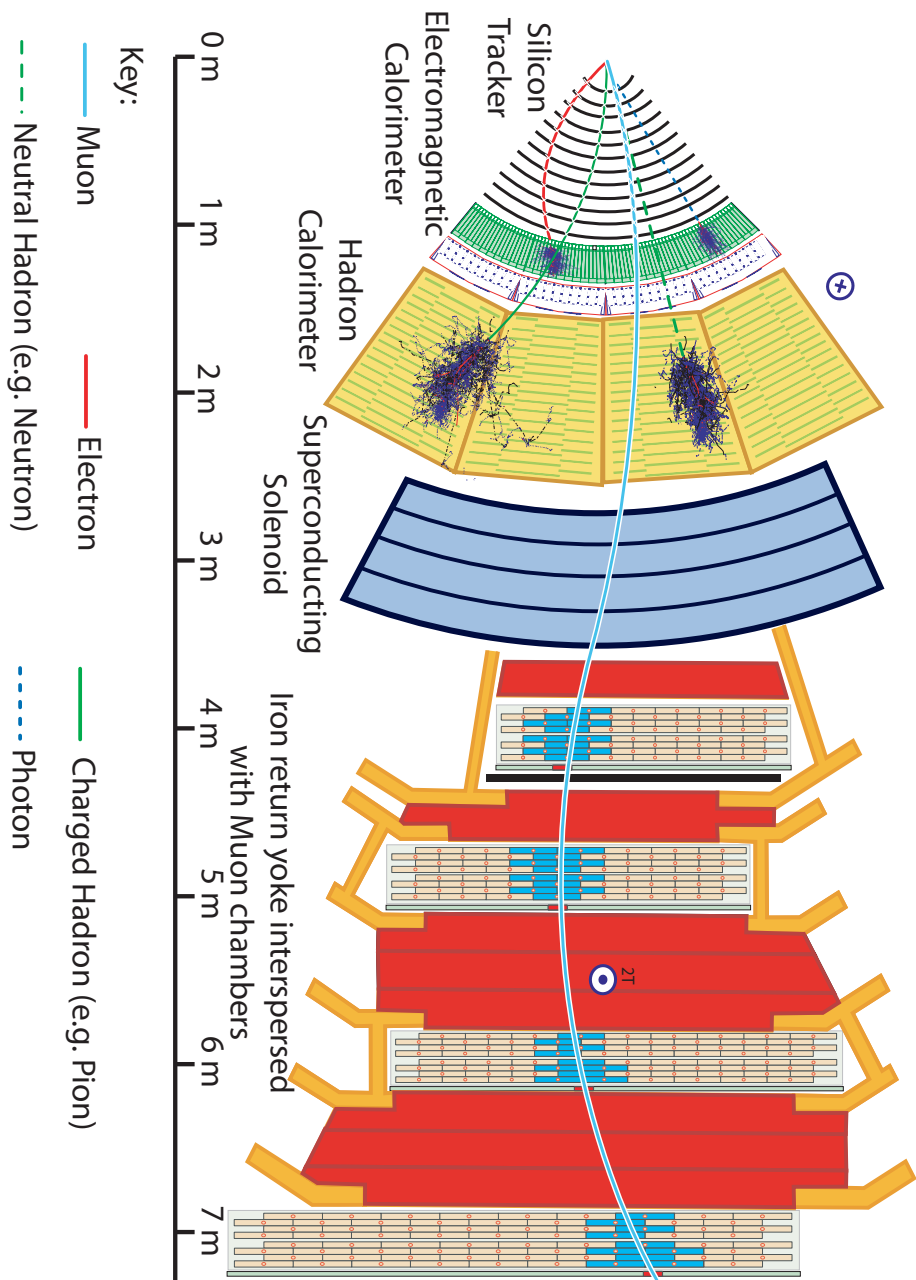 0 m
1 m
2 m
3 m
4 m
5 m
6 m
7 m
Silicon
Tracker
Electromagnetic
Calorimeter
Hadron
Calorimeter
Superconducting
Solenoid
Iron return yoke interspersed
with Muon chambers
2T
Key:
Muon
Electron
Charged Hadron (e.g. Pion)
Neutral Hadron (e.g. Neutron)
Photon